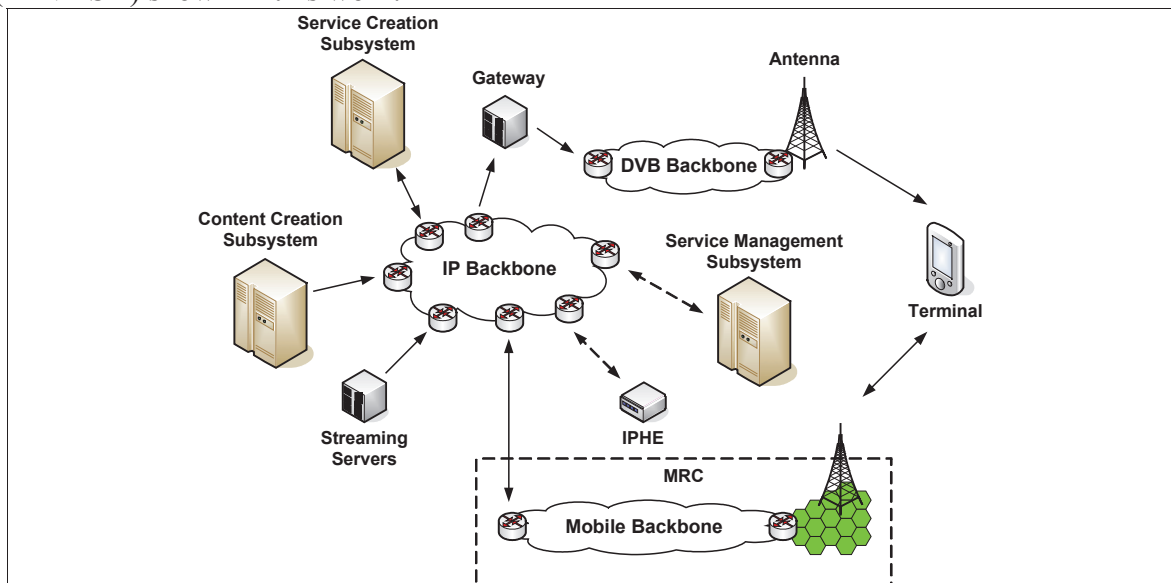 Service Creation
Subsystem
Gateway
Antenna
DVB Backbone
Content Creation
Subsystem
IP Backbone
Service Management
Subsystem
Terminal
Streaming
Servers
IPHE
MRC
Mobile Backbone